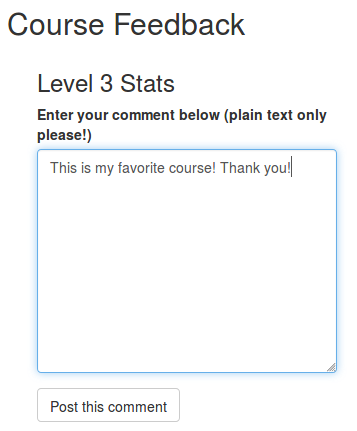 Course Feedback
Level 3 Stats
Enter your comment below (plain text only
please!)
This is my favorite course! Thank you!
Post this comment